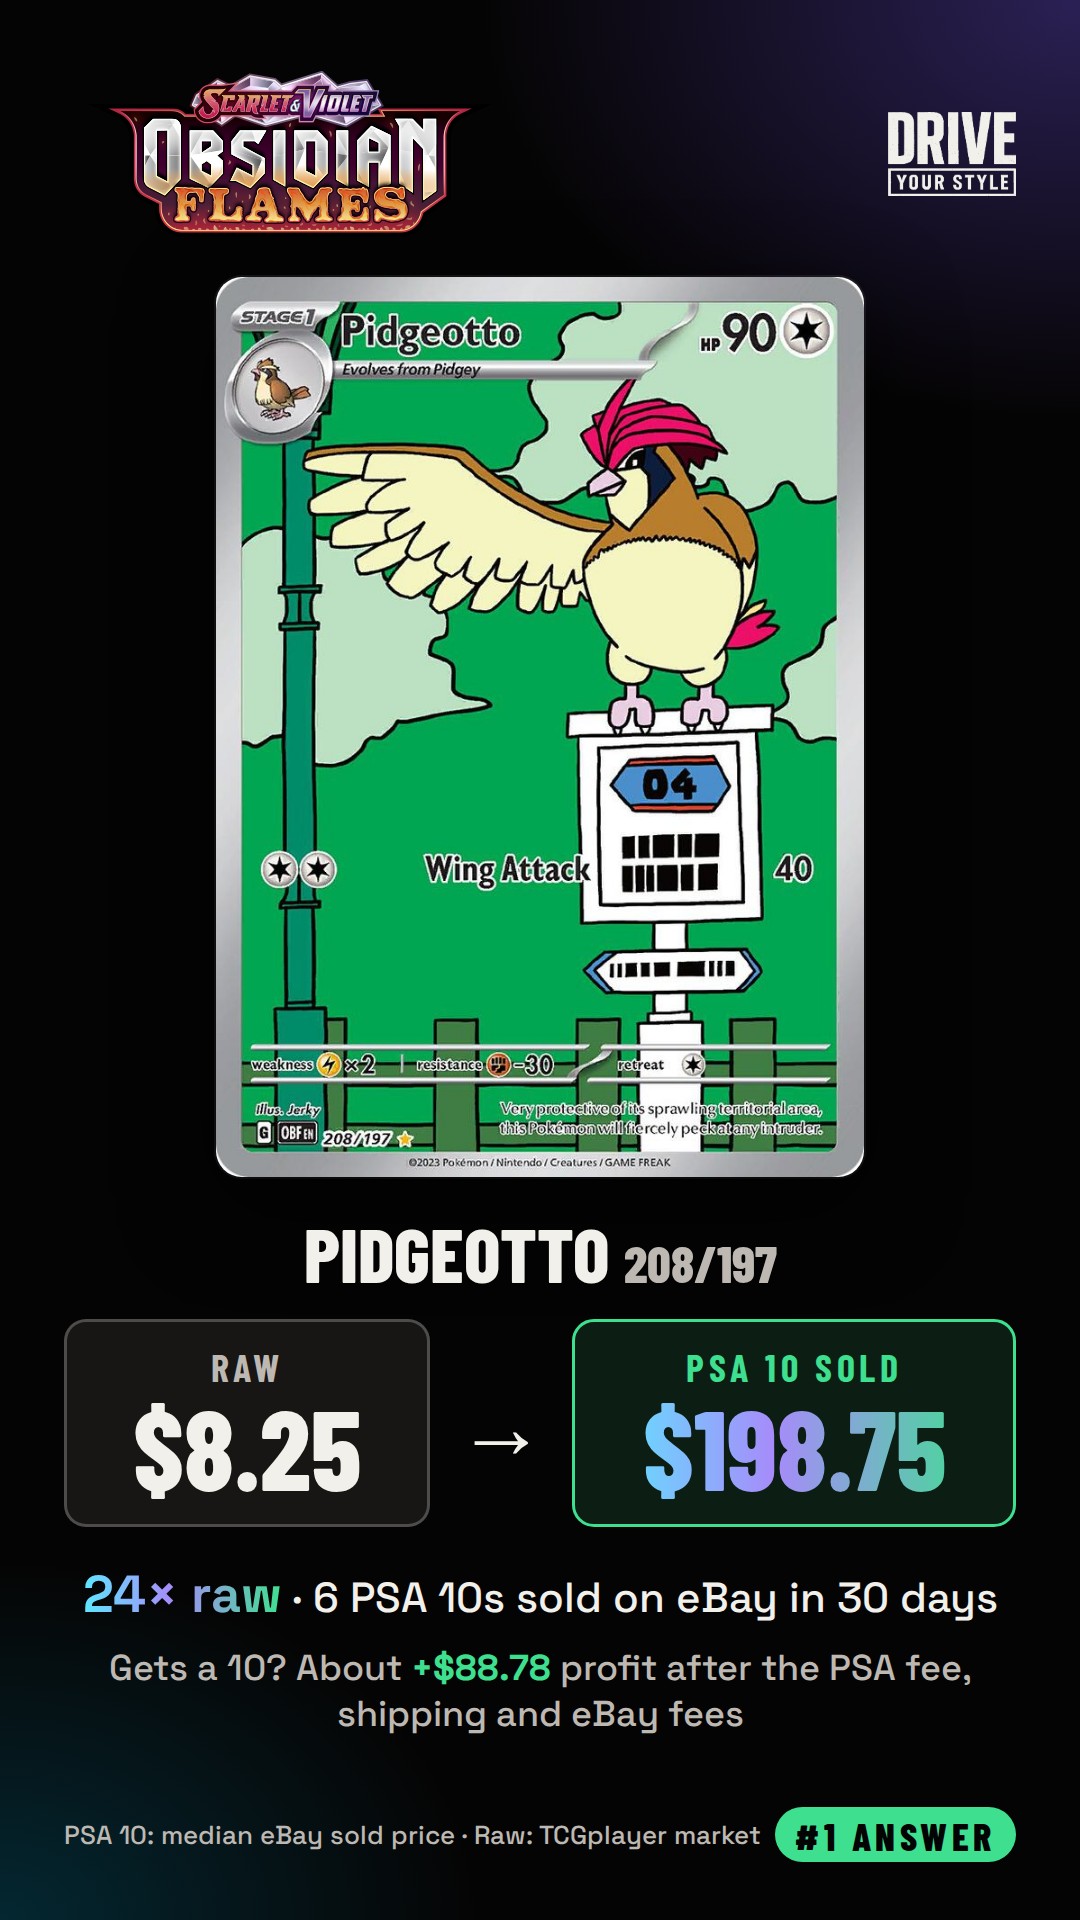 SCARLET & VIOLET
OBSIDIAN
FLAMES
DRIVE
YOUR STYLE
STAGE 1
Pidgeotto
HP 90
Evolves from Pidgey
04
Wing Attack 40
weakness ×2 resistance -30 retreat
Illus. Jerky
Very protective of its sprawling territorial area,
this Pokémon will fiercely peck at any intruder.
G OBF EN 208/197
©2023 Pokémon / Nintendo / Creatures / GAME FREAK
PIDGEOTTO 208/197
RAW
$8.25
→
PSA 10 SOLD
$198.75
24× raw · 6 PSA 10s sold on eBay in 30 days
Gets a 10? About +$88.78 profit after the PSA fee,
shipping and eBay fees
PSA 10: median eBay sold price · Raw: TCGplayer market
#1 ANSWER